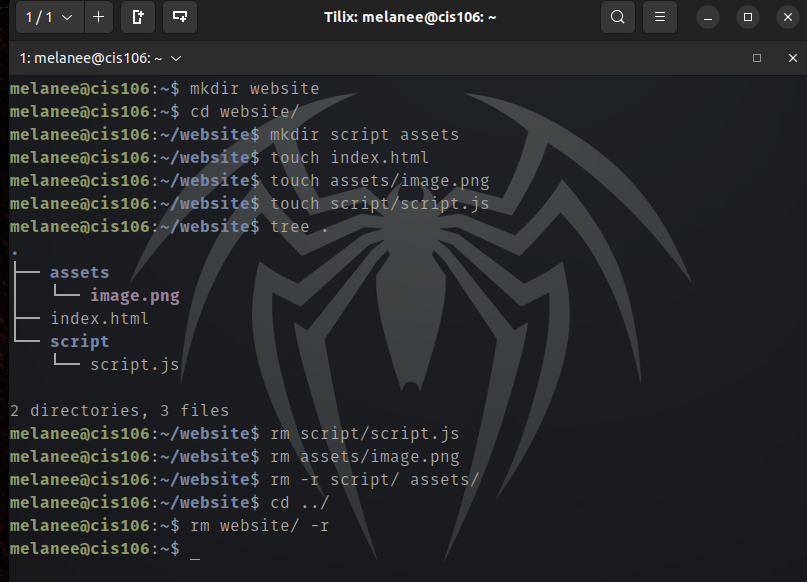 1 / 1
Tilix: melanee@cis106: ~
1: melanee@cis106: ~
melanee@cis106:~$ mkdir website
melanee@cis106:~$ cd website/
melanee@cis106:~/website$ mkdir script assets
melanee@cis106:~/website$ touch index.html
melanee@cis106:~/website$ touch assets/image.png
melanee@cis106:~/website$ touch script/script.js
melanee@cis106:~/website$ tree .
.
├── assets
│   └── image.png
├── index.html
└── script
    └── script.js
2 directories, 3 files
melanee@cis106:~/website$ rm script/script.js
melanee@cis106:~/website$ rm assets/image.png
melanee@cis106:~/website$ rm -r script/ assets/
melanee@cis106:~/website$ cd ../
melanee@cis106:~$ rm website/ -r
melanee@cis106:~$ _